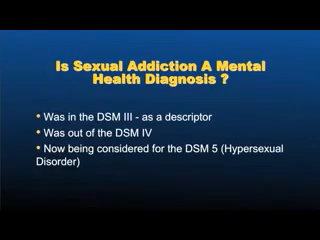 Is Sexual Addiction A Mental
Health Diagnosis ?
• Was in the DSM III - as a descriptor
• Was out of the DSM IV
• Now being considered for the DSM 5 (Hypersexual
Disorder)